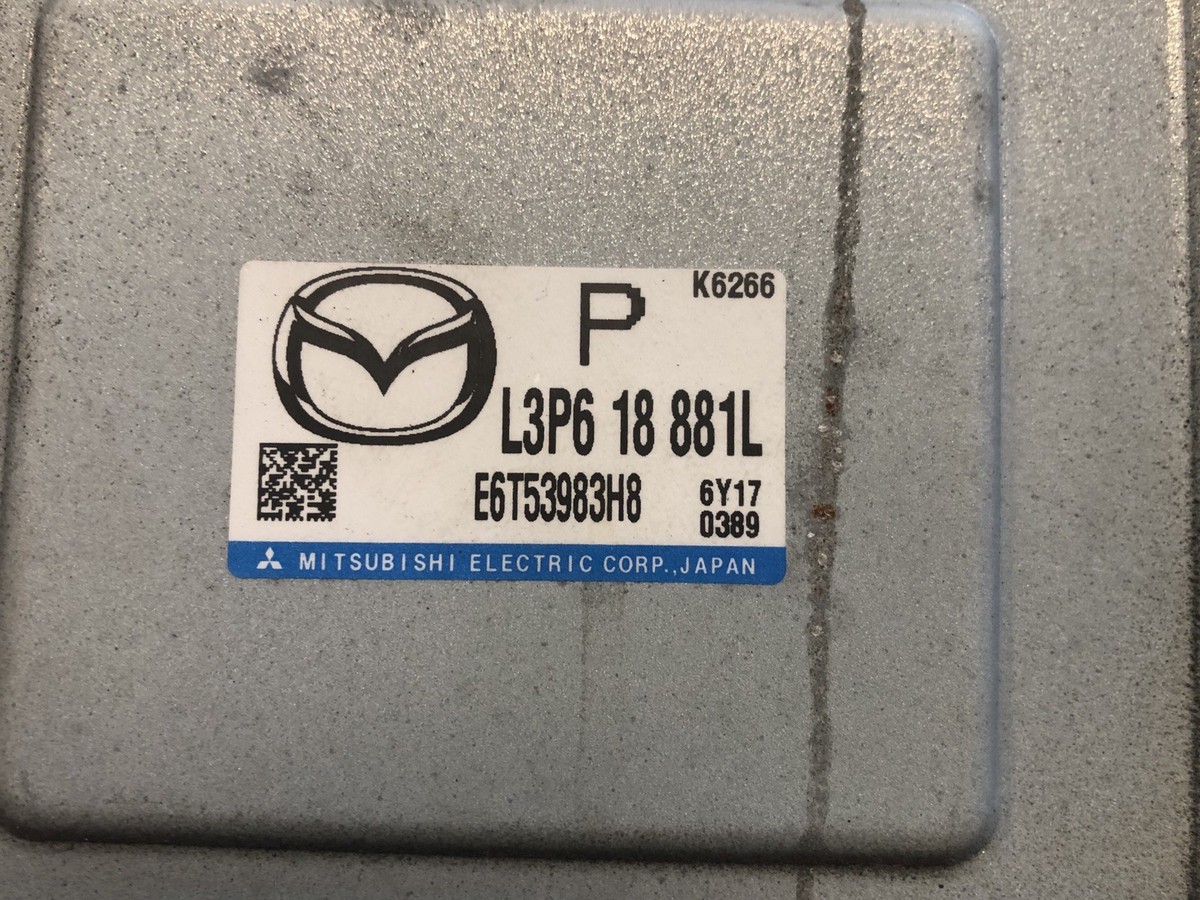 K6266
P
L3P6 18 881L
E6T53983H8 6Y17
0389
MITSUBISHI ELECTRIC CORP.,JAPAN